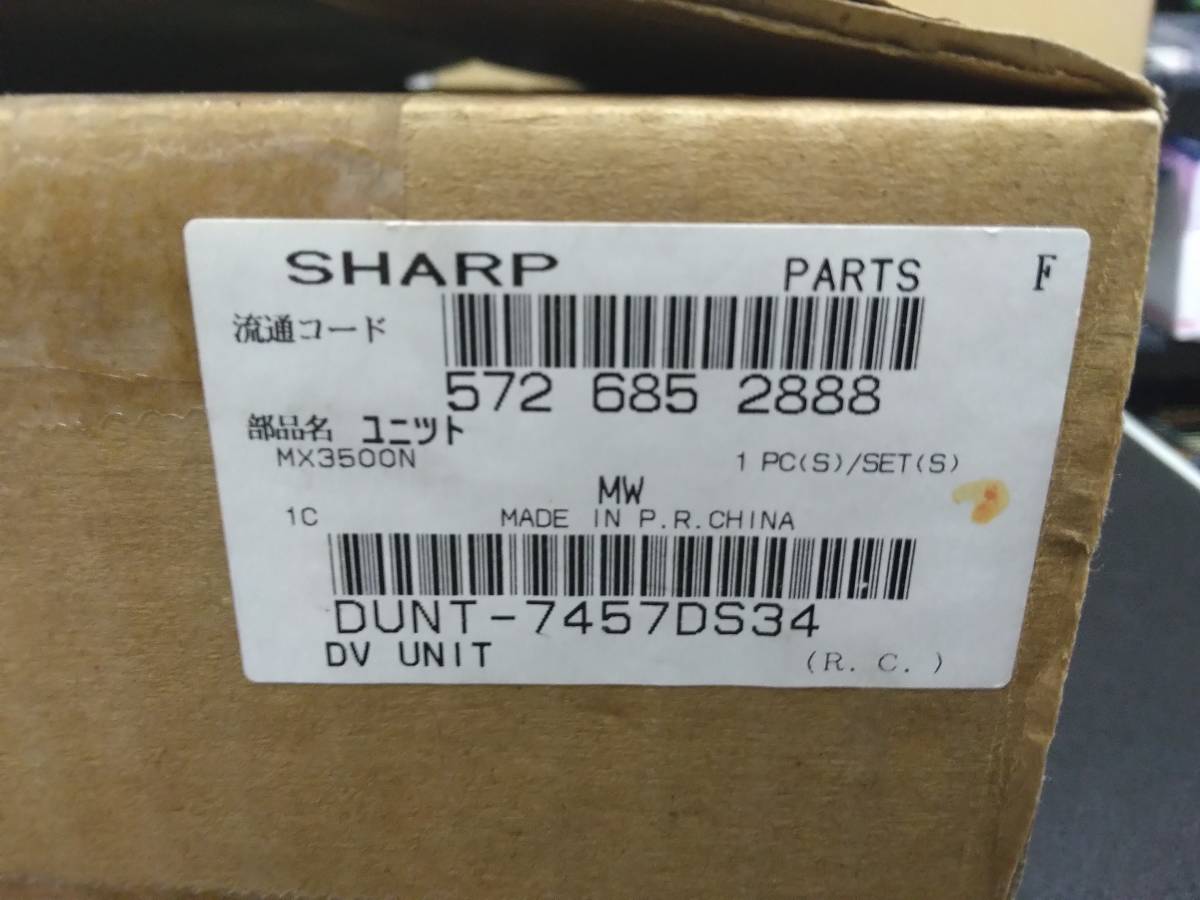 SHARP PARTS F
流通コード
572 685 2888
部品名 ユニット
MX3500N 1 PC(S)/SET(S)
MW
1C MADE IN P.R.CHINA
DUNT-7457DS34
DV UNIT (R. C. )